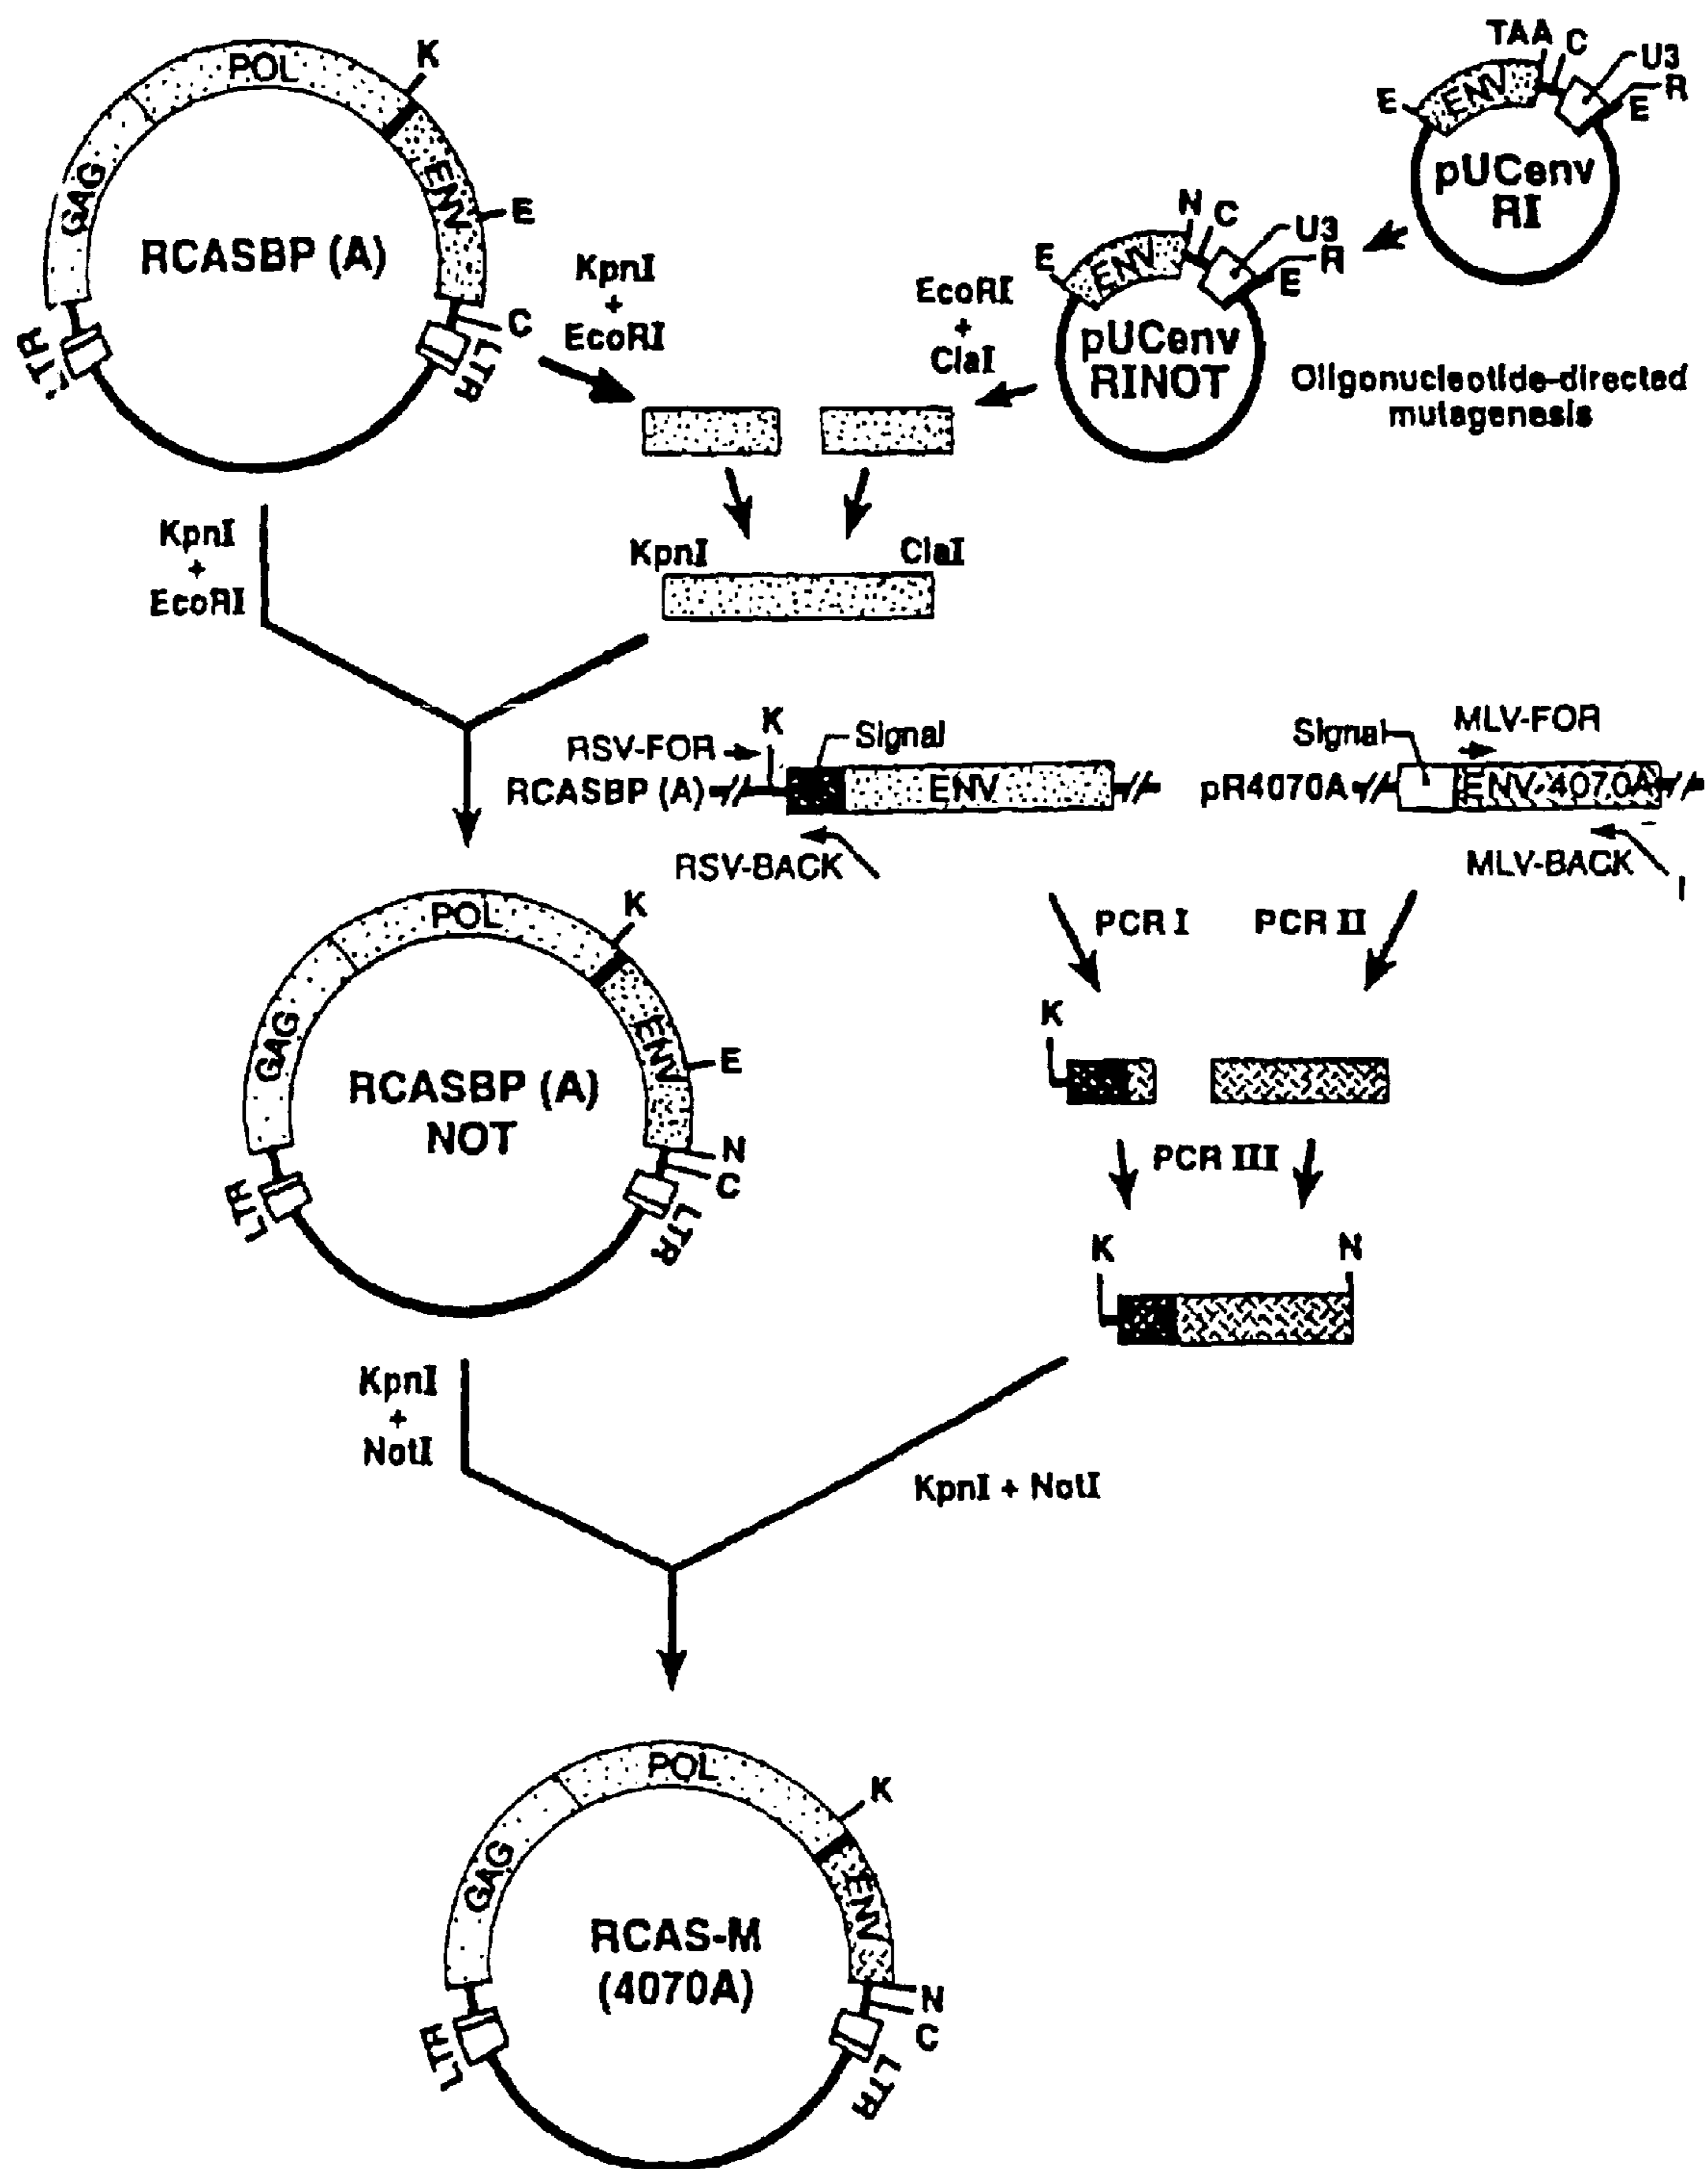 POL
K
GAG
ENV
E
RCASBP (A)
C
LTR
LTR
KpnI
+
EcoRI
TAA
C
U3
R
E
E
ENV
pUCenv
RI
N
C
U3
R
E
E
ENV
pUCenv
RINOT
EcoRI
+
ClaI
Oligonucleotide-directed
mutagenesis
KpnI
ClaI
KpnI
+
EcoRI
K
RSV-FOR
Signal
RCASBP (A)
ENV
RSV-BACK
Signal
MLV-FOR
pR4070A
ENV-4070A
MLV-BACK
PCR I
PCR II
K
PCR III
K
N
POL
K
GAG
ENV
E
RCASBP (A)
NOT
N
C
LTR
LTR
KpnI
+
NotI
KpnI + NotI
POL
K
GAG
ENV
RCAS-M
(4070A)
N
C
LTR
LTR